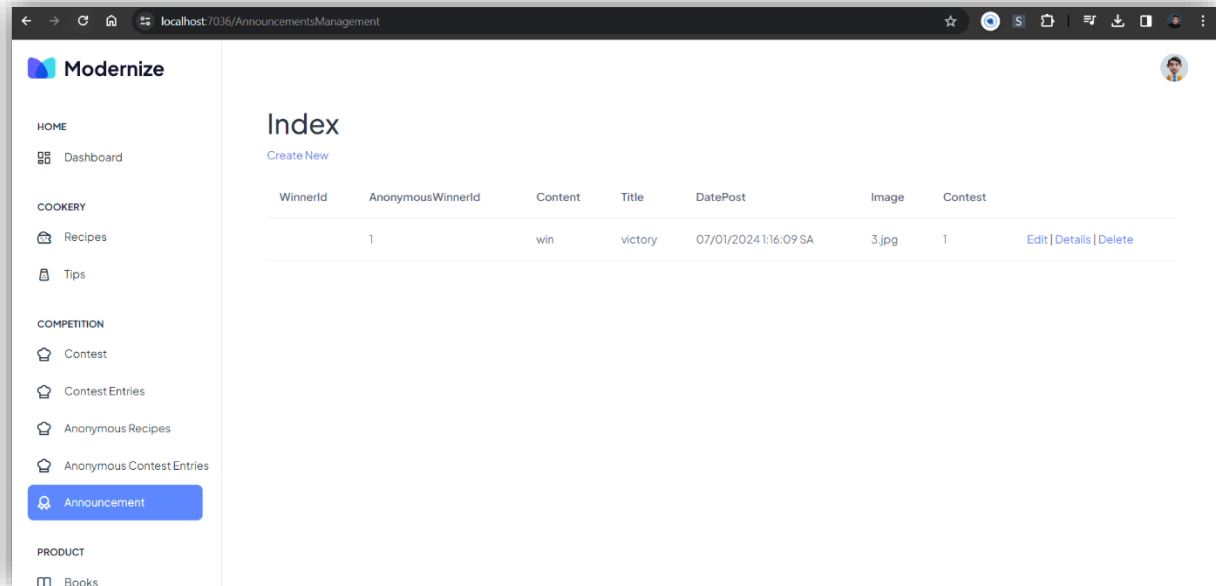 localhost:7036/AnnouncementsManagement
S
Modernize
HOME
Dashboard
COOKERY
Recipes
Tips
COMPETITION
Contest
Contest Entries
Anonymous Recipes
Anonymous Contest Entries
Announcement
PRODUCT
Books
Index
Create New
WinnerId AnonymousWinnerId Content Title DatePost Image Contest
1 win victory 07/01/2024 1:16:09 SA 3.jpg 1 Edit | Details | Delete